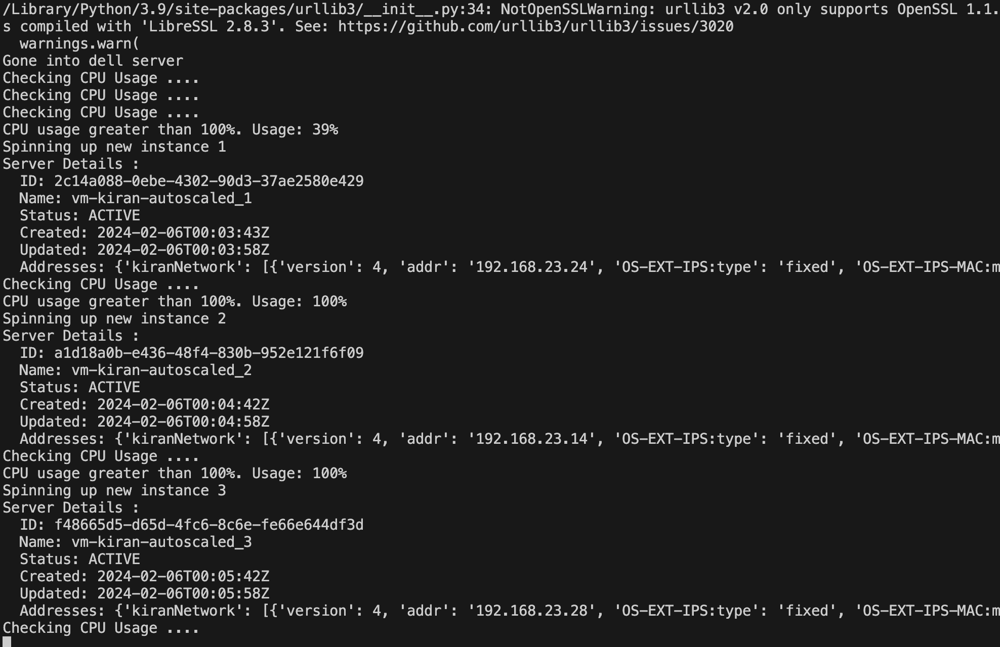 /Library/Python/3.9/site-packages/urllib3/__init__.py:34: NotOpenSSLWarning: urllib3 v2.0 only supports OpenSSL 1.1.
s compiled with 'LibreSSL 2.8.3'. See: https://github.com/urllib3/urllib3/issues/3020
  warnings.warn(
Gone into dell server
Checking CPU Usage ....
Checking CPU Usage ....
Checking CPU Usage ....
CPU usage greater than 100%. Usage: 39%
Spinning up new instance 1
Server Details :
  ID: 2c14a088-0ebe-4302-90d3-37ae2580e429
  Name: vm-kiran-autoscaled_1
  Status: ACTIVE
  Created: 2024-02-06T00:03:43Z
  Updated: 2024-02-06T00:03:58Z
  Addresses: {'kiranNetwork': [{'version': 4, 'addr': '192.168.23.24', 'OS-EXT-IPS:type': 'fixed', 'OS-EXT-IPS-MAC:m
Checking CPU Usage ....
CPU usage greater than 100%. Usage: 100%
Spinning up new instance 2
Server Details :
  ID: a1d18a0b-e436-48f4-830b-952e121f6f09
  Name: vm-kiran-autoscaled_2
  Status: ACTIVE
  Created: 2024-02-06T00:04:42Z
  Updated: 2024-02-06T00:04:58Z
  Addresses: {'kiranNetwork': [{'version': 4, 'addr': '192.168.23.14', 'OS-EXT-IPS:type': 'fixed', 'OS-EXT-IPS-MAC:m
Checking CPU Usage ....
CPU usage greater than 100%. Usage: 100%
Spinning up new instance 3
Server Details :
  ID: f48665d5-d65d-4fc6-8c6e-fe66e644df3d
  Name: vm-kiran-autoscaled_3
  Status: ACTIVE
  Created: 2024-02-06T00:05:42Z
  Updated: 2024-02-06T00:05:58Z
  Addresses: {'kiranNetwork': [{'version': 4, 'addr': '192.168.23.28', 'OS-EXT-IPS:type': 'fixed', 'OS-EXT-IPS-MAC:m
Checking CPU Usage ....